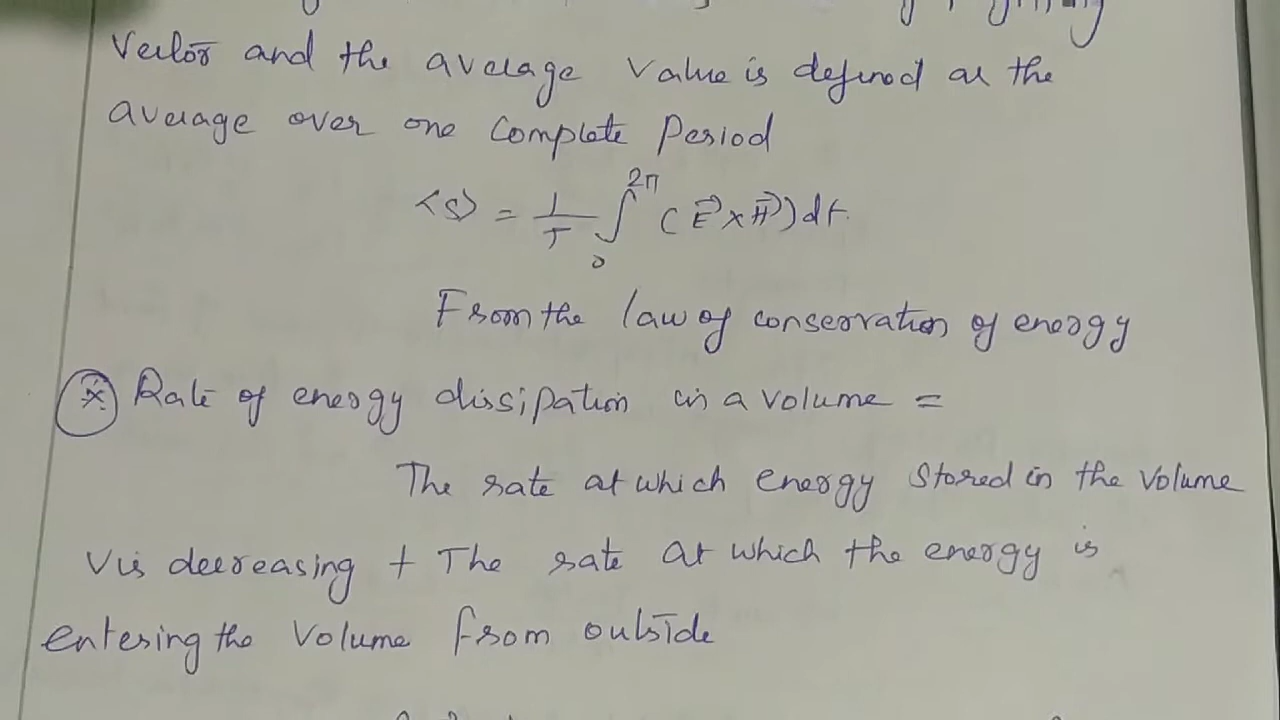 Vector and the average value is defined as the
average over one complete Period
<S> = 1/T ∫₀^2π (E⃗ × H⃗) dt.
From the law of conservation of energy
* Rate of energy dissipation in a volume =
The rate at which energy stored in the volume
V is decreasing + The rate at which the energy is
entering the volume from outside